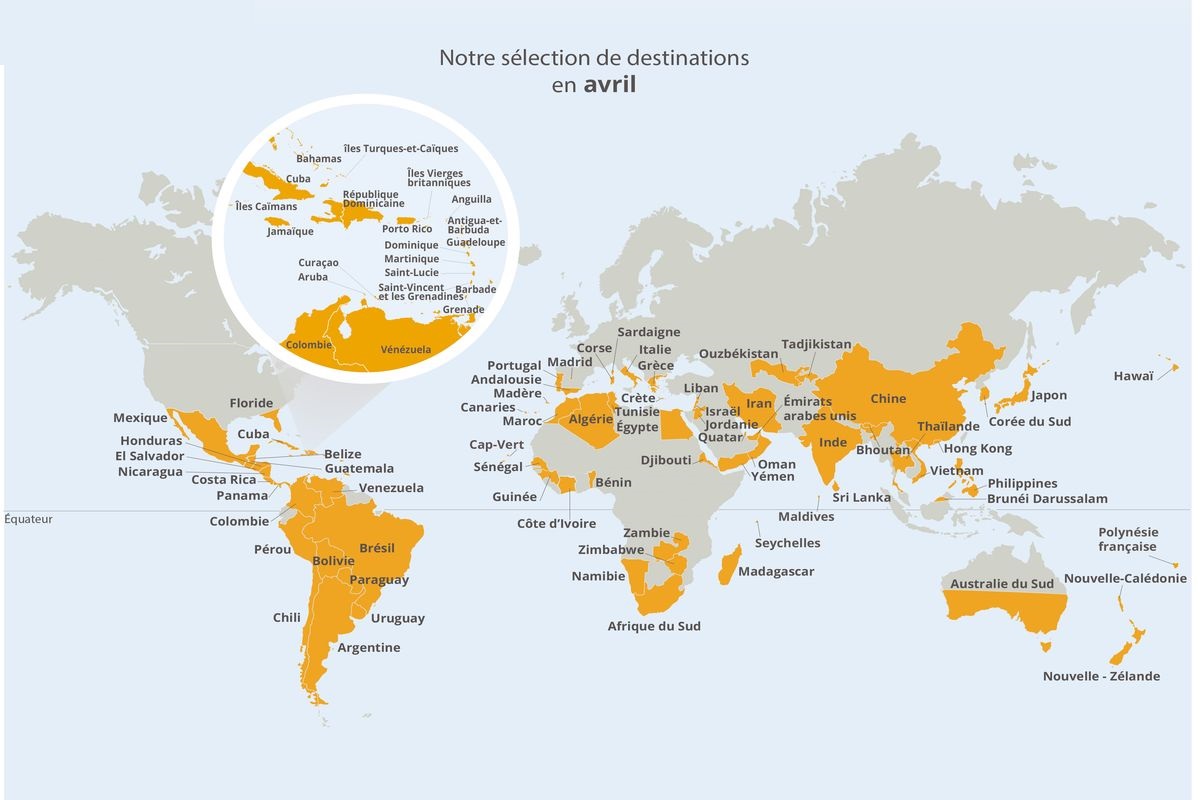 Notre sélection de destinations
en avril
Bahamas
îles Turques-et-Caïques
Cuba
Îles Vierges
britanniques
République
Dominicaine
Anguilla
Îles Caïmans
Antigua-et-
Barbuda
Jamaïque
Porto Rico
Guadeloupe
Dominique
Martinique
Curaçao
Saint-Lucie
Aruba
Saint-Vincent
et les Grenadines
Barbade
Grenade
Colombie
Vénézuela
Floride
Mexique
Cuba
Honduras
El Salvador
Nicaragua
Belize
Guatemala
Costa Rica
Panama
Venezuela
Colombie
Équateur
Pérou
Brésil
Bolivie
Paraguay
Chili
Uruguay
Argentine
Sardaigne
Corse
Italie
Grèce
Portugal
Madrid
Andalousie
Madère
Canaries
Maroc
Algérie
Crète
Tunisie
Égypte
Cap-Vert
Sénégal
Guinée
Côte d’Ivoire
Bénin
Djibouti
Ouzbékistan
Tadjikistan
Liban
Israël
Jordanie
Quatar
Iran
Émirats
arabes unis
Oman
Yémen
Chine
Inde
Bhoutan
Thaïlande
Japon
Corée du Sud
Hong Kong
Vietnam
Philippines
Brunéi Darussalam
Sri Lanka
Maldives
Seychelles
Zambie
Zimbabwe
Namibie
Madagascar
Afrique du Sud
Hawaï
Polynésie
française
Australie du Sud
Nouvelle-Calédonie
Nouvelle - Zélande